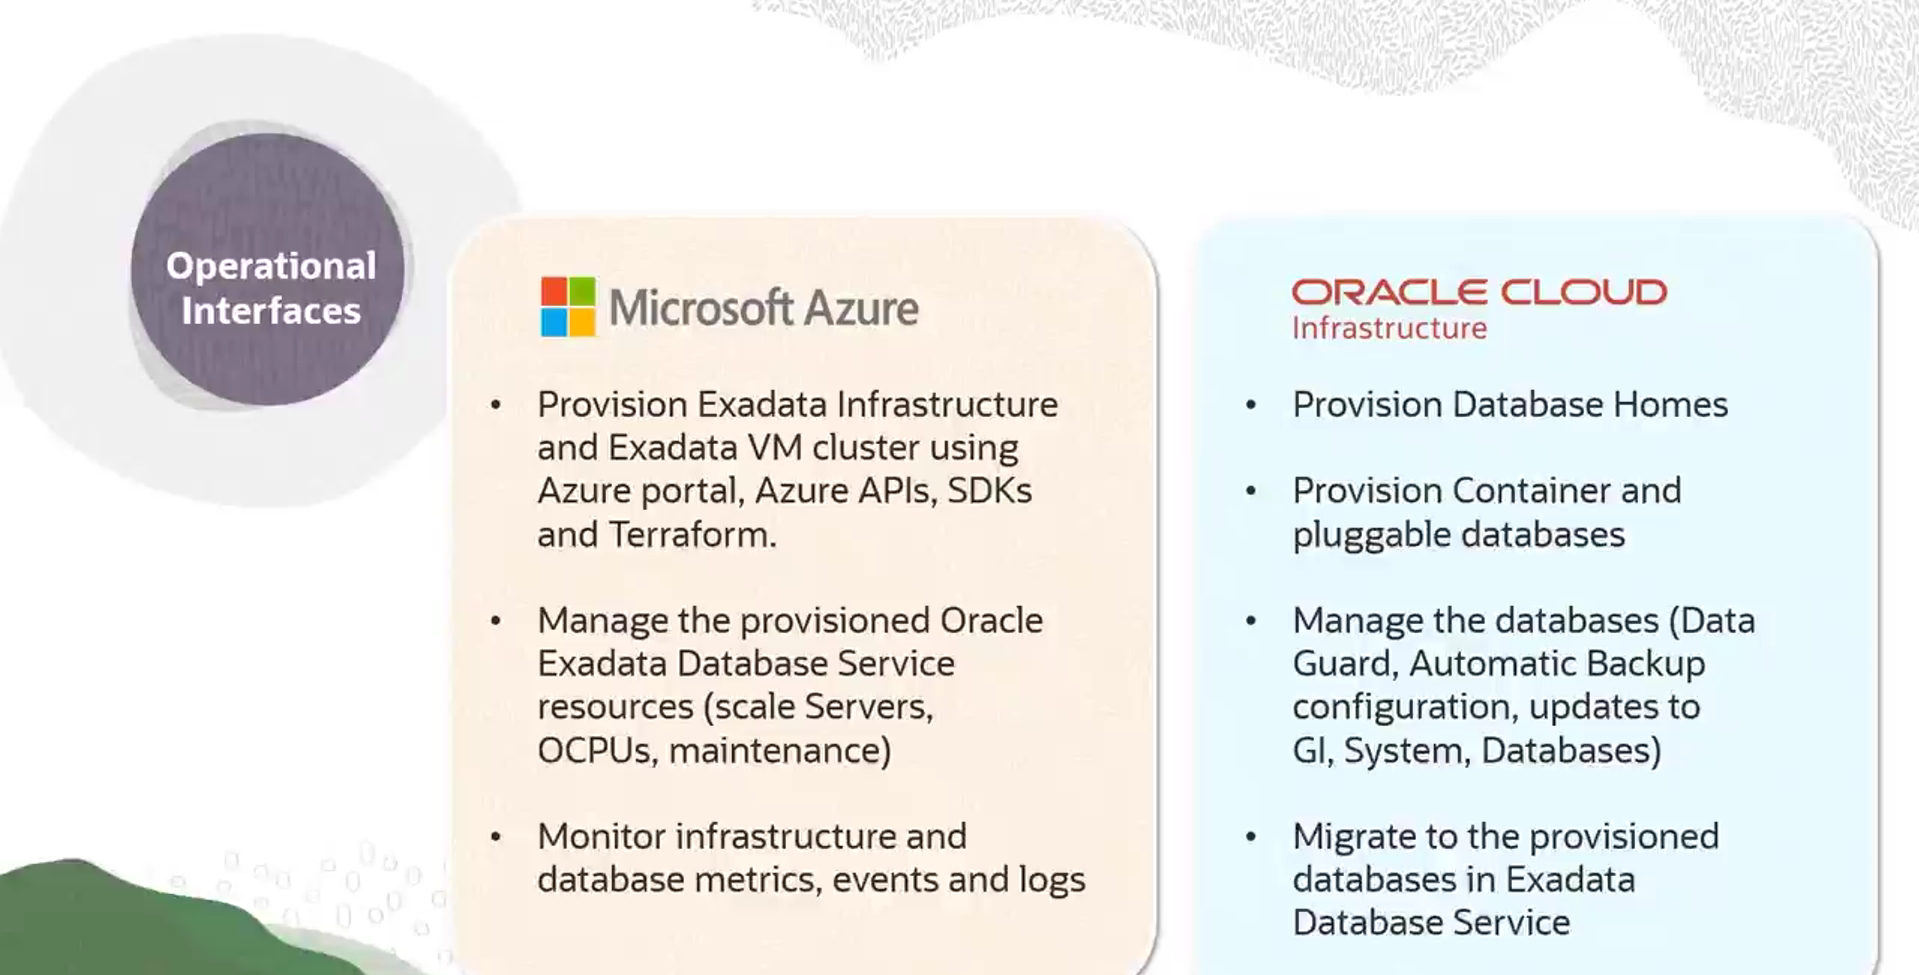 Operational
Interfaces
Microsoft Azure
• Provision Exadata Infrastructure
and Exadata VM cluster using
Azure portal, Azure APIs, SDKs
and Terraform.
• Manage the provisioned Oracle
Exadata Database Service
resources (scale Servers,
OCPUs, maintenance)
• Monitor infrastructure and
database metrics, events and logs
ORACLE CLOUD
Infrastructure
• Provision Database Homes
• Provision Container and
pluggable databases
• Manage the databases (Data
Guard, Automatic Backup
configuration, updates to
GI, System, Databases)
• Migrate to the provisioned
databases in Exadata
Database Service